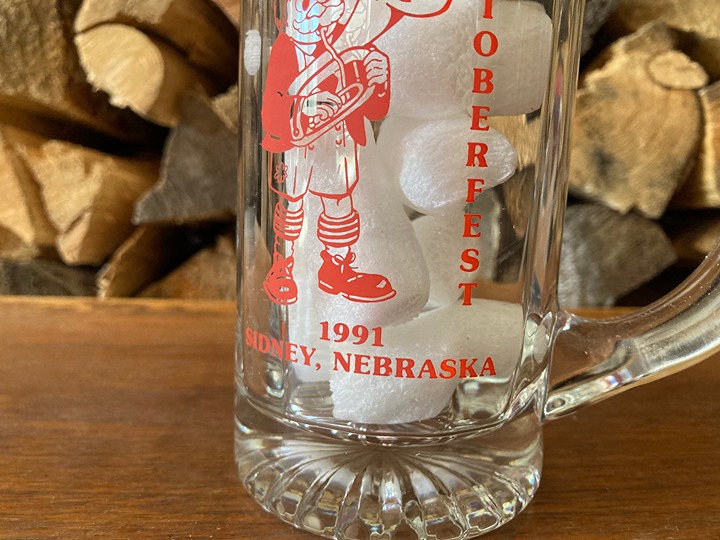 TOBERFEST
1991
SIDNEY, NEBRASKA